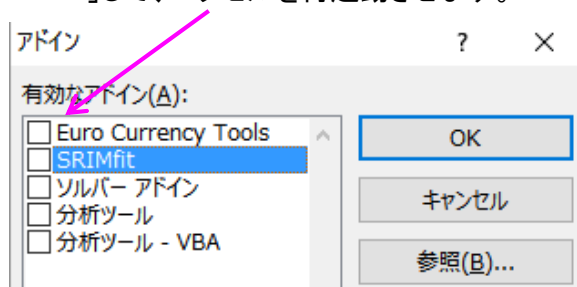 アドイン ? ×
有効なアドイン(A):
Euro Currency Tools
SRIMfit
ソルバー アドイン
分析ツール
分析ツール - VBA
OK
キャンセル
参照(B)...